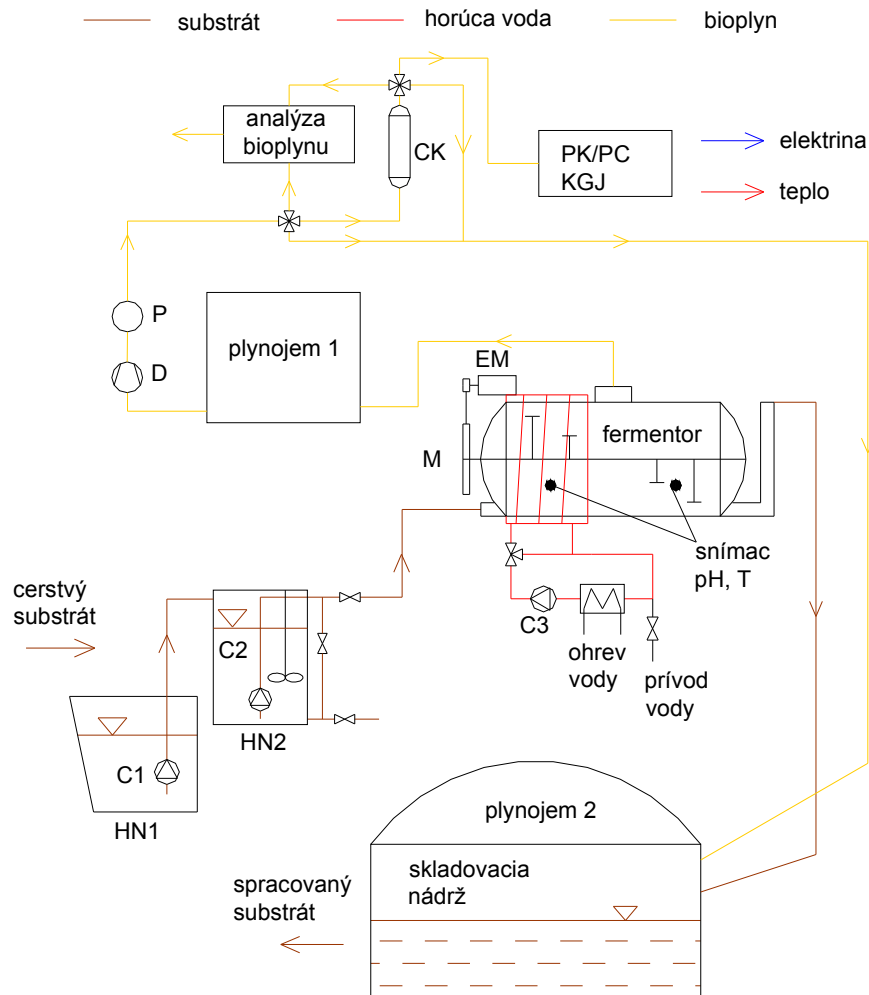 substrát
horúca voda
bioplyn
analýza
bioplynu
CK
PK/PC
KGJ
elektrina
teplo
P
D
plynojem 1
EM
M
fermentor
snímac
pH, T
cerstvý
substrát
C2
C3
ohrev
vody
prívod
vody
HN2
C1
HN1
plynojem 2
skladovacia
nádrž
spracovaný
substrát